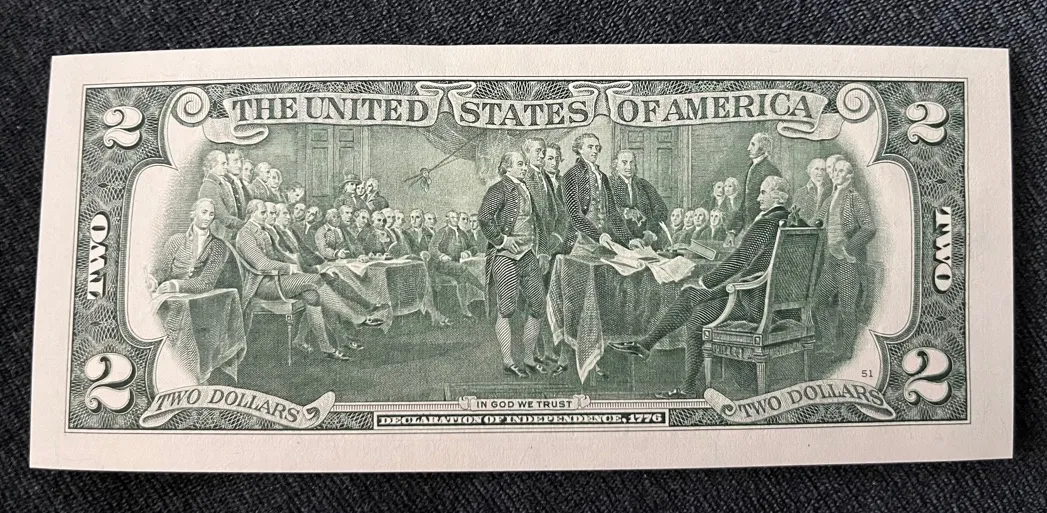 2 THE UNITED STATES OF AMERICA 2
TWO
TWO
51
2 TWO DOLLARS
TWO DOLLARS 2
IN GOD WE TRUST
DECLARATION OF INDEPENDENCE, 1776